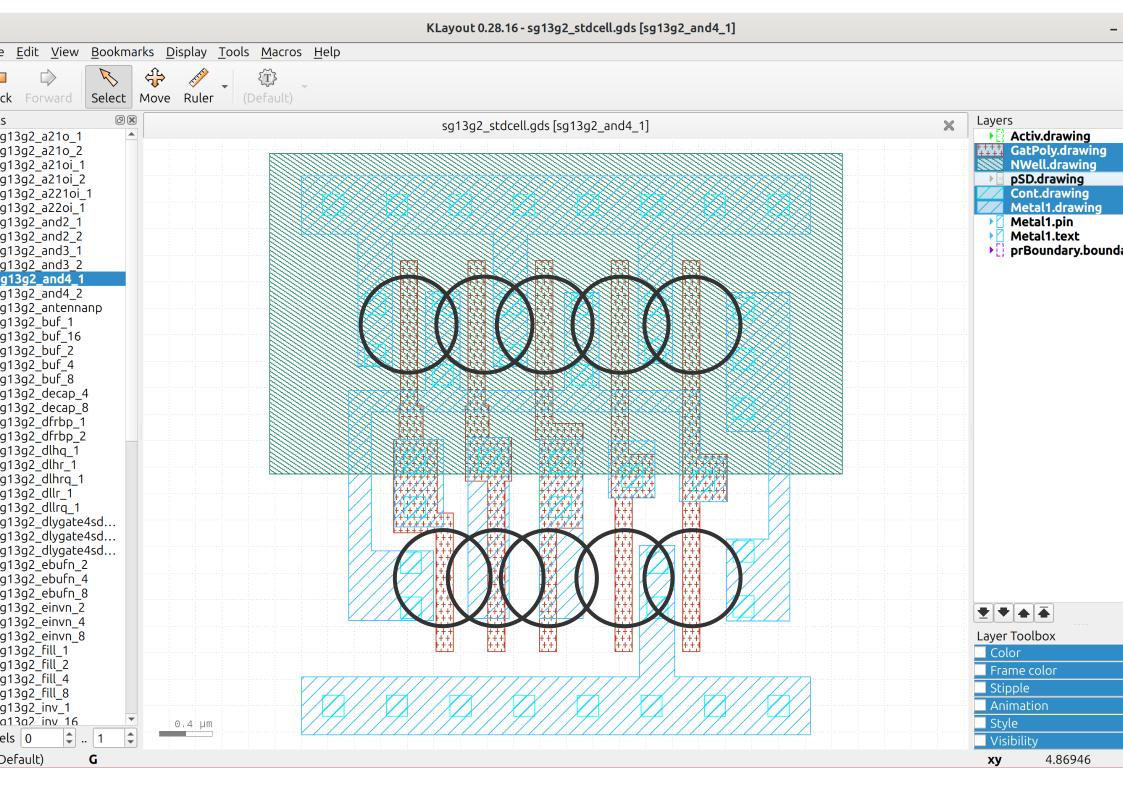 KLayout 0.28.16 - sg13g2_stdcell.gds [sg13g2_and4_1]
e Edit View Bookmarks Display Tools Macros Help
ck Forward Select Move Ruler (Default)
s
sg13g2_stdcell.gds [sg13g2_and4_1]
Layers
g13g2_a21o_1
g13g2_a21o_2
g13g2_a21oi_1
g13g2_a21oi_2
g13g2_a221oi_1
g13g2_a22oi_1
g13g2_and2_1
g13g2_and2_2
g13g2_and3_1
g13g2_and3_2
g13g2_and4_1
g13g2_and4_2
g13g2_antennanp
g13g2_buf_1
g13g2_buf_16
g13g2_buf_2
g13g2_buf_4
g13g2_buf_8
g13g2_decap_4
g13g2_decap_8
g13g2_dfrbp_1
g13g2_dfrbp_2
g13g2_dlhq_1
g13g2_dlhr_1
g13g2_dlhrq_1
g13g2_dllr_1
g13g2_dllrq_1
g13g2_dlygate4sd...
g13g2_dlygate4sd...
g13g2_dlygate4sd...
g13g2_ebufn_2
g13g2_ebufn_4
g13g2_ebufn_8
g13g2_einvn_2
g13g2_einvn_4
g13g2_einvn_8
g13g2_fill_1
g13g2_fill_2
g13g2_fill_4
g13g2_fill_8
g13g2_inv_1
g13g2_inv_16
els 0 .. 1
Default) G
0.4 μm
Activ.drawing
GatPoly.drawing
NWell.drawing
pSD.drawing
Cont.drawing
Metal1.drawing
Metal1.pin
Metal1.text
prBoundary.bounda
Layer Toolbox
Color
Frame color
Stipple
Animation
Style
Visibility
xy 4.86946